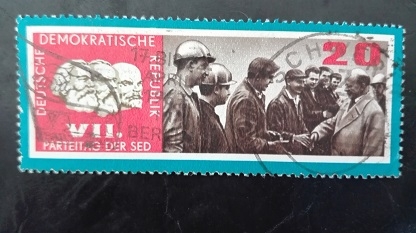 DEUTSCHE
DEMOKRATISCHE
REPUBLIK
VII.
PARTEITAG DER SED
20